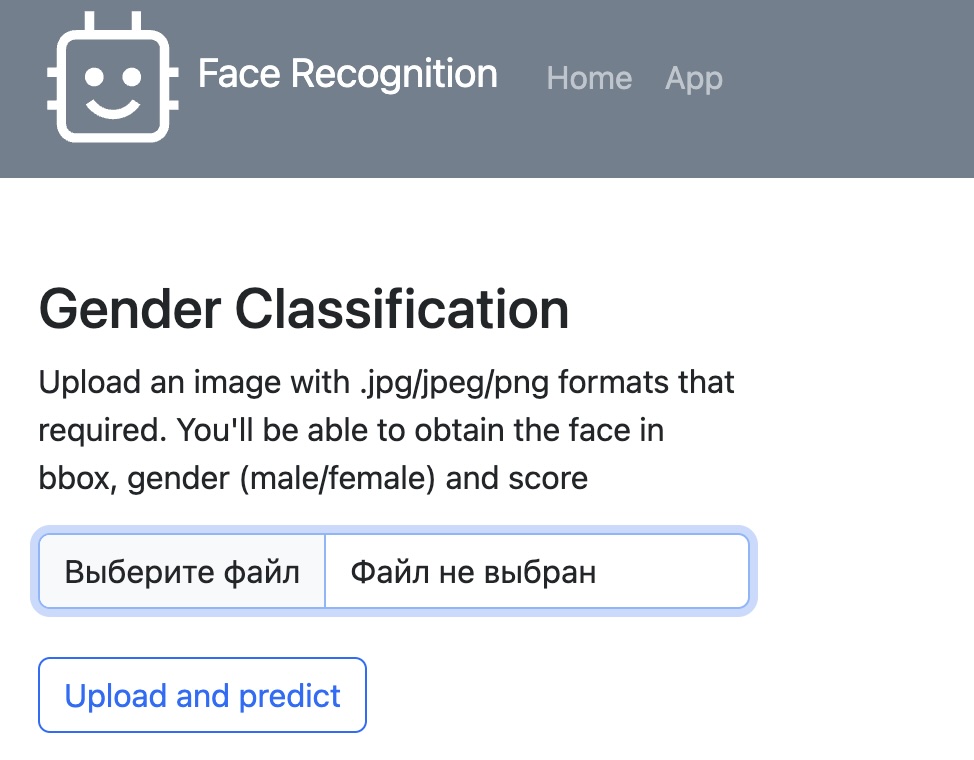 Face Recognition
Home
App
Gender Classification
Upload an image with .jpg/jpeg/png formats that
required. You'll be able to obtain the face in
bbox, gender (male/female) and score
Выберите файл
Файл не выбран
Upload and predict